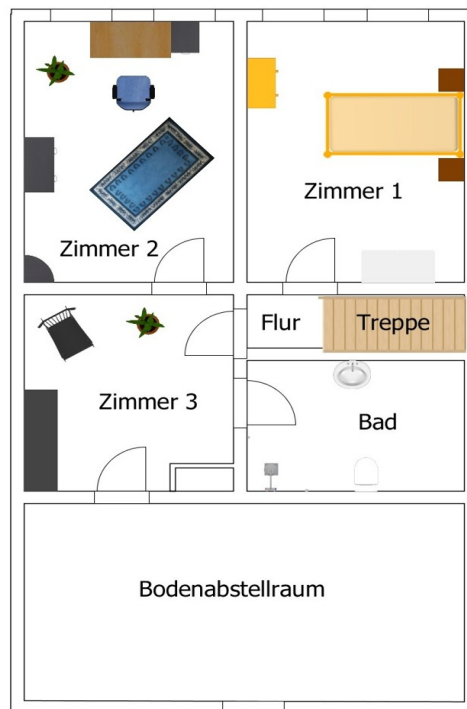 Zimmer 1
Zimmer 2
Flur
Treppe
Zimmer 3
Bad
Bodenabstellraum